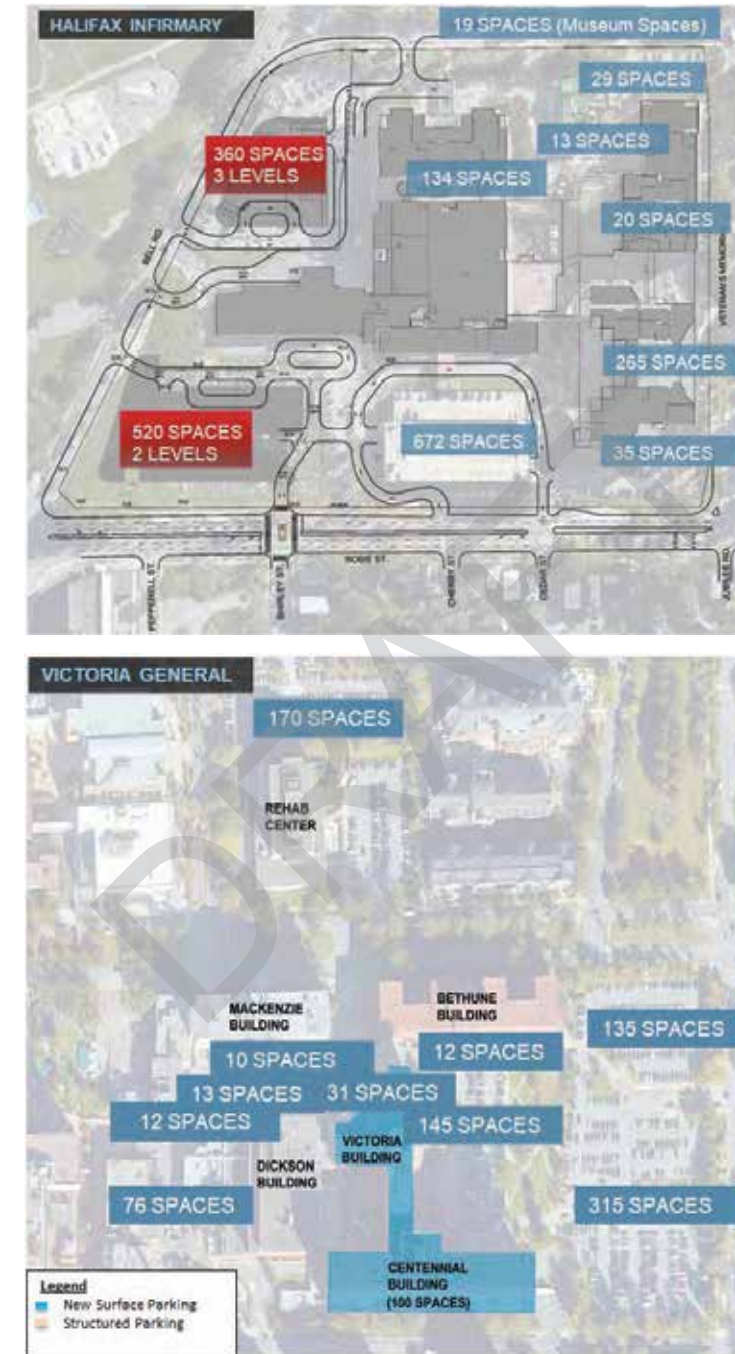 HALIFAX INFIRMARY
19 SPACES (Museum Spaces)
29 SPACES
13 SPACES
360 SPACES
3 LEVELS
134 SPACES
20 SPACES
BELL RD
265 SPACES
520 SPACES
2 LEVELS
672 SPACES
35 SPACES
ROBIE ST.
PEPPERELL ST.
SHIRLEY ST.
CHERRY ST.
CEDAR ST.
JUBILEE RD.
DRAFT
VICTORIA GENERAL
170 SPACES
REHAB
CENTER
MACKENZIE
BUILDING
BETHUNE
BUILDING
135 SPACES
10 SPACES
12 SPACES
13 SPACES
31 SPACES
12 SPACES
145 SPACES
VICTORIA
BUILDING
DICKSON
BUILDING
76 SPACES
315 SPACES
CENTENNIAL
BUILDING
(100 SPACES)
Legend
New Surface Parking
Structured Parking